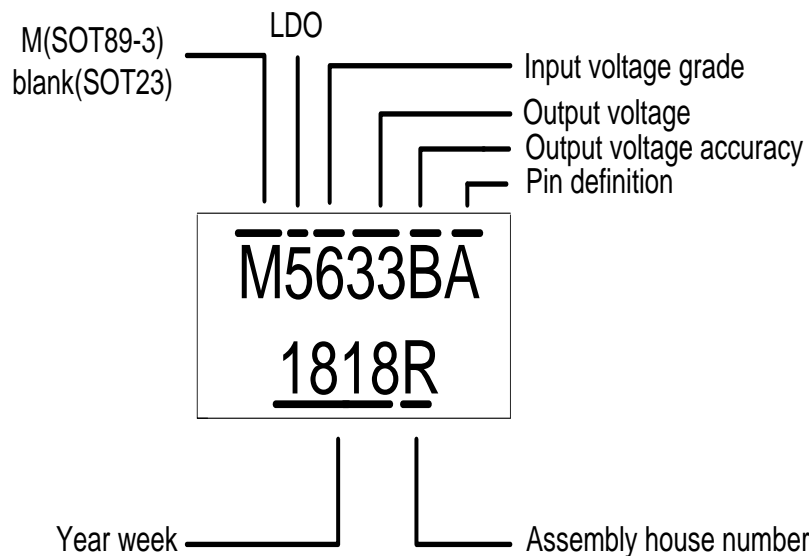 LDO
M(SOT89-3)
blank(SOT23)
Input voltage grade
Output voltage
Output voltage accuracy
Pin definition
M5633BA
1818R
Year week
Assembly house number